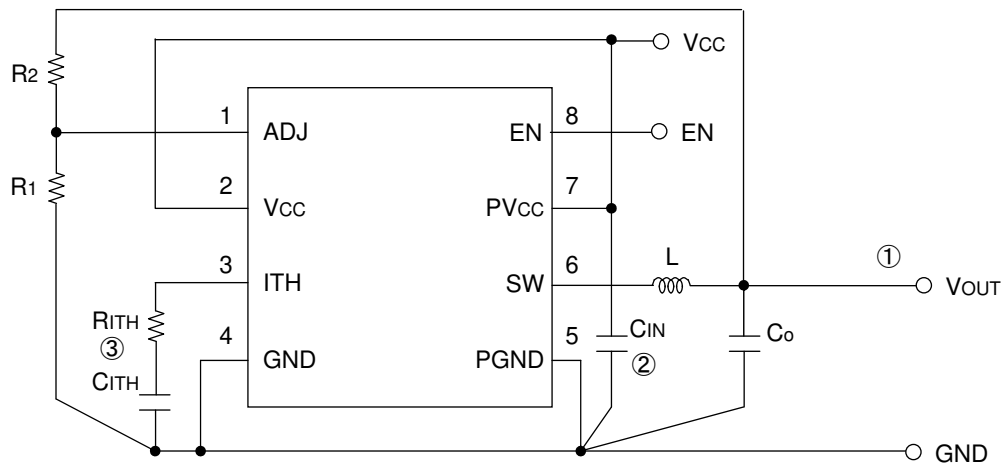 VCC
R2
1
ADJ
EN
8
EN
R1
2
VCC
PVCC
7
3
ITH
SW
6
L
①
VOUT
RITH
③
CITH
4
GND
PGND
5
CIN
②
Co
GND